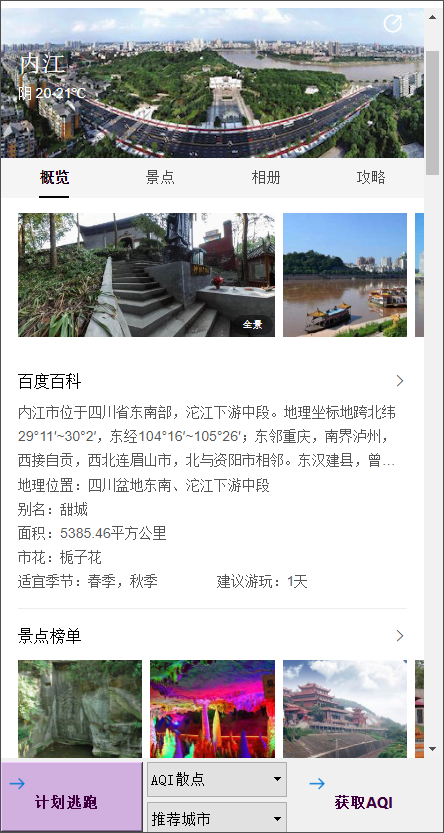 内江
阴 20-21℃
概览
景点
相册
攻略
全景
百度百科
内江市位于四川省东南部，沱江下游中段。地理坐标地跨北纬
29°11′~30°2′，东经104°16′~105°26′；东邻重庆，南界泸州，
西接自贡，西北连眉山市，北与资阳市相邻。东汉建县，曾...
地理位置：四川盆地东南、沱江下游中段
别名：甜城
面积：5385.46平方公里
市花：栀子花
适宜季节：春季，秋季 建议游玩：1天
景点榜单
计划逃跑
AQI散点
推荐城市
获取AQI